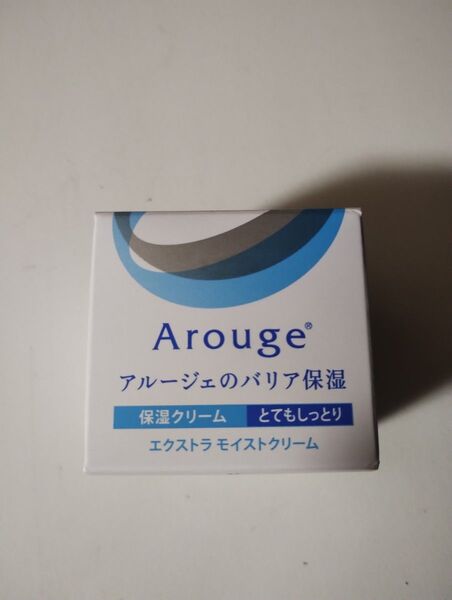 Arouge®
アルージェのバリア保湿
保湿クリーム とてもしっとり
エクストラ モイストクリーム